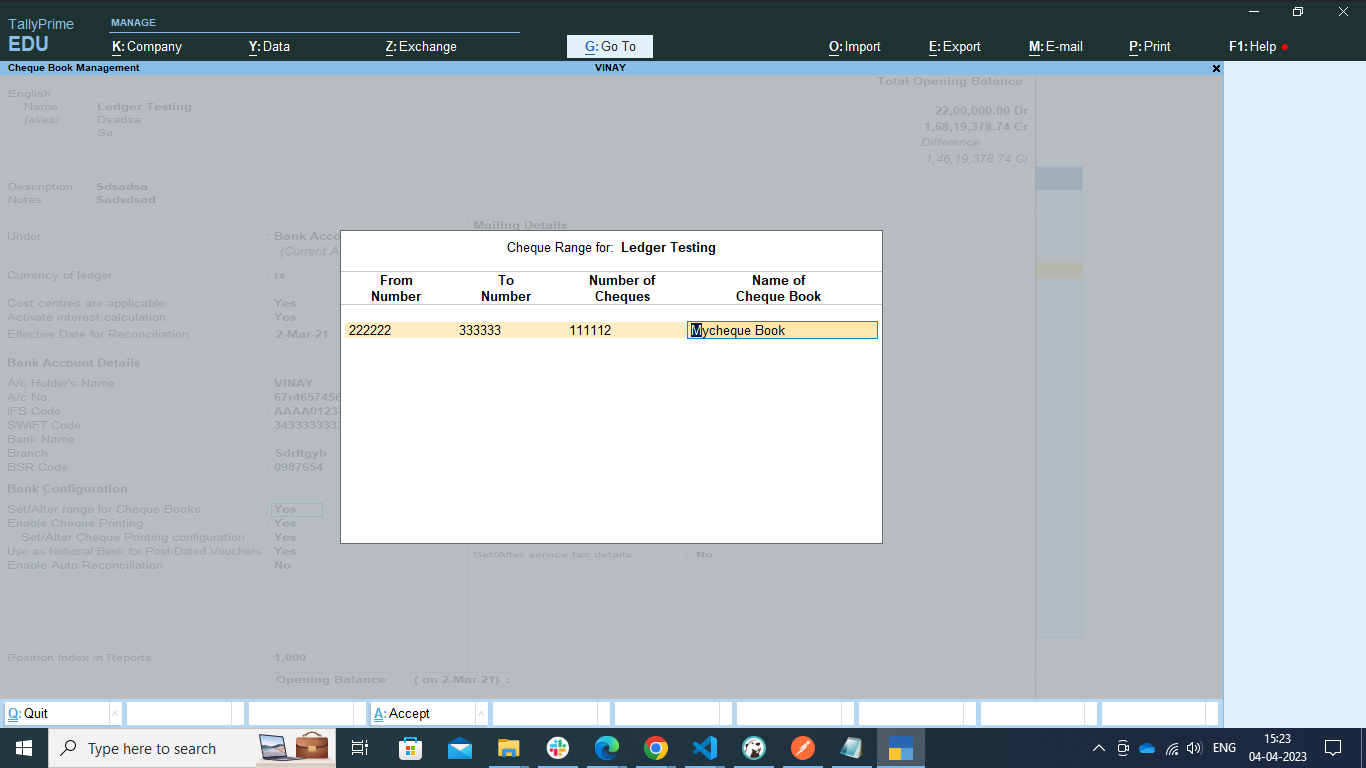 TallyPrime
EDU
MANAGE
K: Company
Y: Data
Z: Exchange
G: Go To
O: Import
E: Export
M: E-mail
P: Print
F1: Help
Cheque Book Management
VINAY
Total Opening Balance
English :
Name : Ledger Testing
(alias) : Dsadsa
Sa
22,00,000.00 Dr
1,68,19,378.74 Cr
Difference
1,46,19,378.74 Cr
Description : Sdsadsa
Notes : Sadsdsad
Mailing Details
Under : Bank Acco
(Current A
Currency of ledger : rs
Cost centres are applicable : Yes
Activate interest calculation : Yes
Effective Date for Reconciliation : 2-Mar-21
Bank Account Details
A/c Holder's Name : VINAY
A/c No. : 67r4657456
IFS Code : AAAA01234
SWIFT Code : 3433333333
Bank Name :
Branch : Sdrftgyh
BSR Code : 0987654
Bank Configuration
Set/Alter range for Cheque Books : Yes
Enable Cheque Printing : Yes
Set/Alter Cheque Printing configuration : Yes
Use as Notional Bank for Post-Dated Vouchers : Yes
Enable Auto Reconciliation : No
Set/Alter service tax details : No
Position Index in Reports : 1,000
Opening Balance ( on 2-Mar-21) :
Cheque Range for: Ledger Testing
From Number
To Number
Number of Cheques
Name of Cheque Book
222222 333333 111112 Mycheque Book
Q: Quit
A: Accept
Type here to search
ENG
15:23
04-04-2023